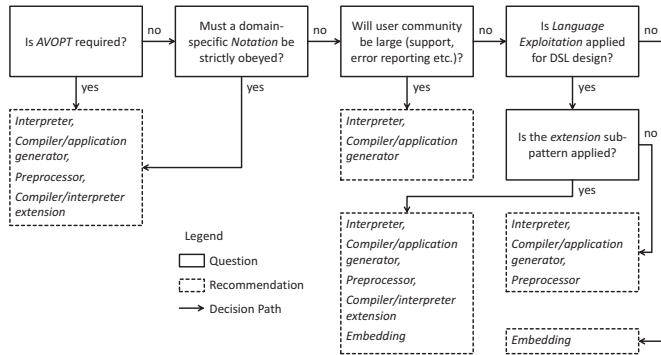 Is AVOPT required?
no
Must a domain-
specific Notation be
strictly obeyed?
no
Will user community
be large (support,
error reporting etc.)?
no
Is Language
Exploitation applied
for DSL design?
no
yes
yes
yes
yes
Interpreter,
Compiler/application
generator,
Preprocessor,
Compiler/interpreter
extension
Interpreter,
Compiler/application
generator
Is the extension sub-
pattern applied?
no
yes
Legend
Question
Recommendation
Decision Path
Interpreter,
Compiler/application
generator,
Preprocessor,
Compiler/interpreter
extension
Embedding
Interpreter,
Compiler/application
generator,
Preprocessor
Embedding